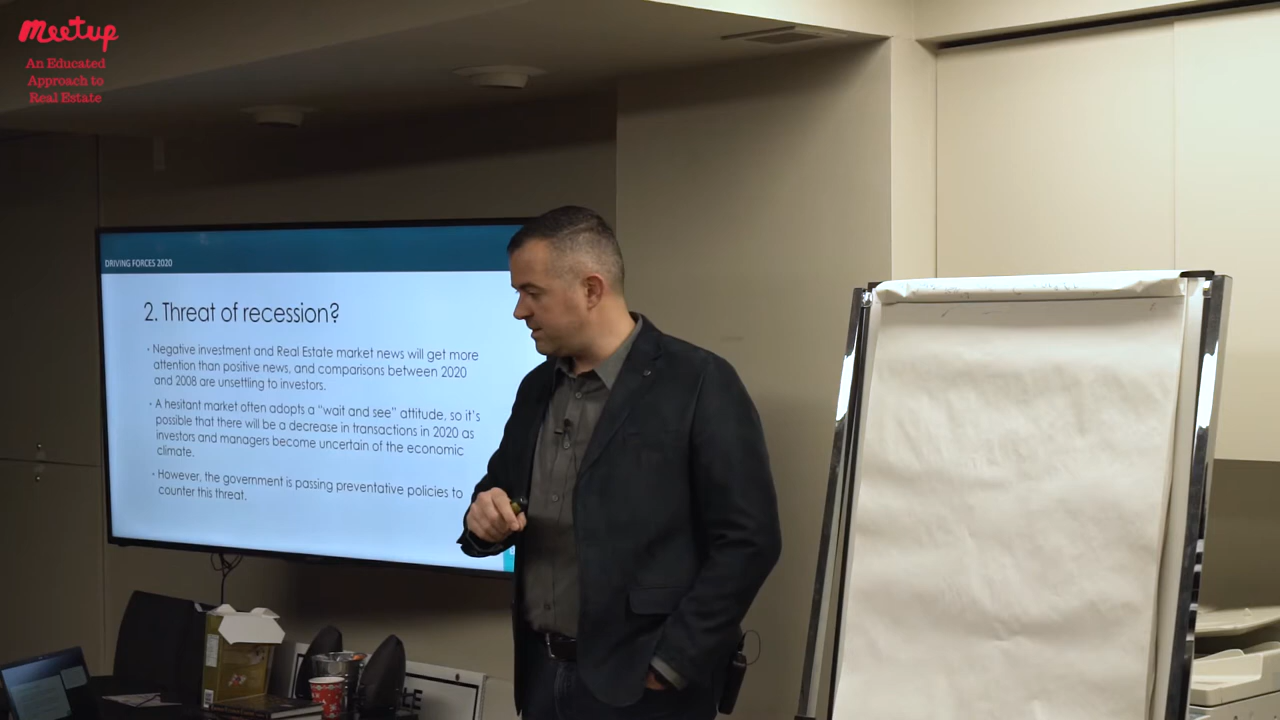 Meetup
An Educated
Approach to
Real Estate
DRIVING FORCES 2020
2. Threat of recession?
• Negative investment and Real Estate market news will get more
attention than positive news, and comparisons between 2020
and 2008 are unsettling to investors.
• A hesitant market often adopts a “wait and see” attitude, so it’s
possible that there will be a decrease in transactions in 2020 as
investors and managers become uncertain of the economic
climate.
• However, the government is passing preventative policies to
counter this threat.